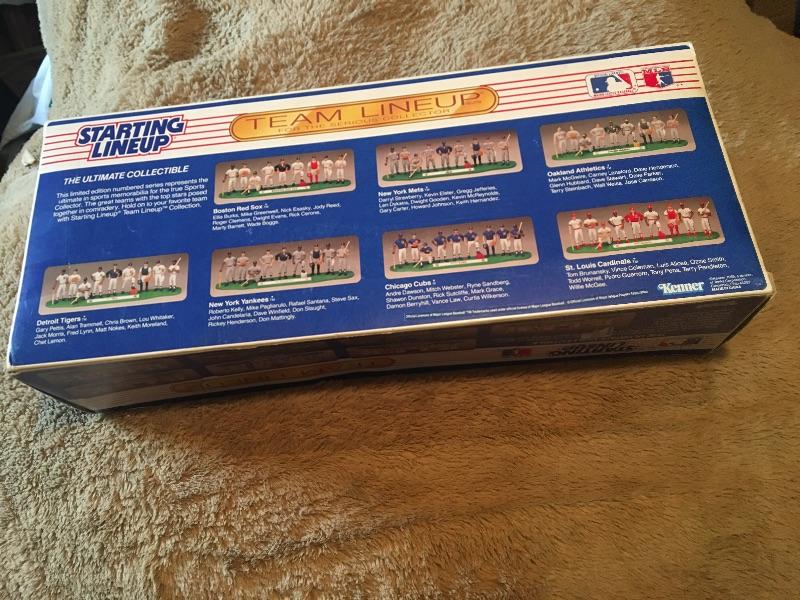 STARTING
LINEUP®
TEAM LINEUP
FOR THE SERIOUS COLLECTOR
THE ULTIMATE COLLECTIBLE
This limited edition numbered series represents the
ultimate in sports memorabilia for the true Sports
Collector. The great teams with the top stars posed
together in comradery. Hold on to your favorite team
with Starting Lineup® Team Lineup™ Collection.
Boston Red Sox
Ellis Burks, Mike Greenwell, Nick Esasky, Jody Reed,
Roger Clemens, Dwight Evans, Rick Cerone,
Marty Barrett, Wade Boggs.
New York Mets
Darryl Strawberry, Kevin Elster, Gregg Jefferies,
Len Dykstra, Dwight Gooden, Kevin McReynolds,
Gary Carter, Howard Johnson, Keith Hernandez.
Oakland Athletics
Mark McGwire, Carney Lansford, Dave Henderson,
Glenn Hubbard, Dave Stewart, Dave Parker,
Terry Steinbach, Walt Weiss, Jose Canseco.
Detroit Tigers
Gary Pettis, Alan Trammell, Chris Brown, Lou Whitaker,
Jack Morris, Fred Lynn, Matt Nokes, Keith Moreland,
Chet Lemon.
New York Yankees
Roberto Kelly, Mike Pagliarulo, Rafael Santana, Steve Sax,
John Candelaria, Dave Winfield, Don Slaught,
Rickey Henderson, Don Mattingly.
Chicago Cubs
Andre Dawson, Mitch Webster, Ryne Sandberg,
Shawon Dunston, Rick Sutcliffe, Mark Grace,
Damon Berryhill, Vance Law, Curtis Wilkerson.
St. Louis Cardinals
Tom Brunansky, Vince Coleman, Luis Alicea, Ozzie Smith,
Todd Worrell, Pedro Guerrero, Tony Pena, Terry Pendleton,
Willie McGee.
Kenner
STARTING
LINEUP